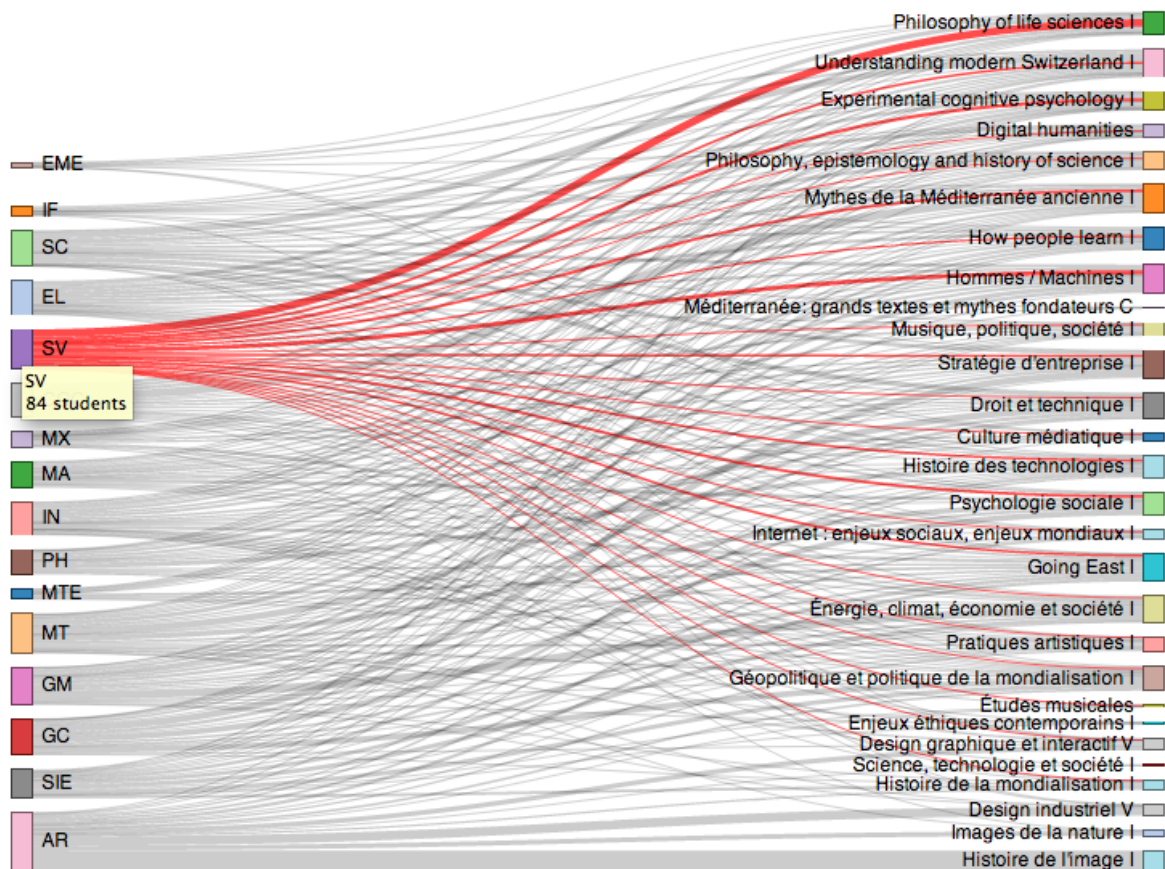 EME
IF
SC
EL
SV
SV
84 students
MX
MA
IN
PH
MTE
MT
GM
GC
SIE
AR
Philosophy of life sciences I
Understanding modern Switzerland I
Experimental cognitive psychology I
Digital humanities
Philosophy, epistemology and history of science I
Mythes de la Méditerranée ancienne I
How people learn I
Hommes / Machines I
Méditerranée: grands textes et mythes fondateurs C
Musique, politique, société I
Stratégie d'entreprise I
Droit et technique I
Culture médiatique I
Histoire des technologies I
Psychologie sociale I
Internet : enjeux sociaux, enjeux mondiaux I
Going East I
Énergie, climat, économie et société I
Pratiques artistiques I
Géopolitique et politique de la mondialisation I
Études musicales
Enjeux éthiques contemporains I
Design graphique et interactif V
Science, technologie et société I
Histoire de la mondialisation I
Design industriel V
Images de la nature I
Histoire de l'image I